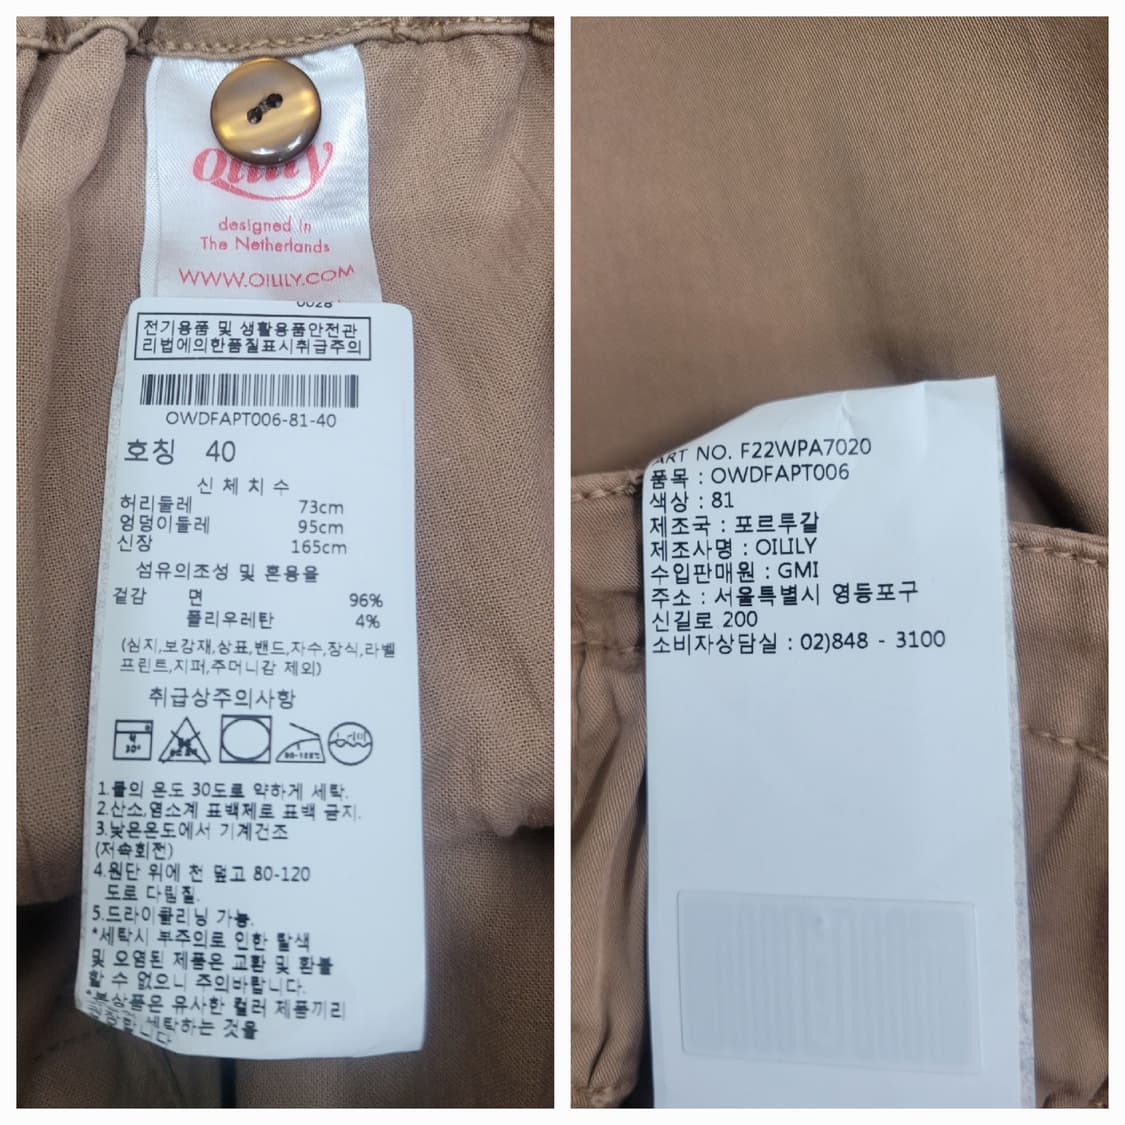 Oilily
designed in
The Netherlands
WWW.OILILY.COM
0028
전기용품 및 생활용품안전관
리법에의한품질표시취급주의
OWDFAPT006-81-40
호칭 40
신 체 치 수
허리둘레 73cm
엉덩이둘레 95cm
신장 165cm
섬유의조성 및 혼용율
겉감 면 96%
폴리우레탄 4%
(심지,보강재,상표,밴드,자수,장식,라벨
프린트,지퍼,주머니감 제외)
취급상주의사항
1.물의 온도 30도로 약하게 세탁.
2.산소,염소계 표백제로 표백 금지.
3.낮은온도에서 기계건조
(저속회전)
4.원단 위에 천 덮고 80-120
도로 다림질.
5.드라이클리닝 가능.
*세탁시 부주의로 인한 탈색
및 오염된 제품은 교환 및 환불
할 수 없으니 주의바랍니다.
*본상품은 유사한 컬러 제품끼리
세탁하는 것을
ART NO. F22WPA7020
품목 : OWDFAPT006
색상 : 81
제조국 : 포르투갈
제조사명 : OILILY
수입판매원 : GMI
주소 : 서울특별시 영등포구
신길로 200
소비자상담실 : 02)848 - 3100